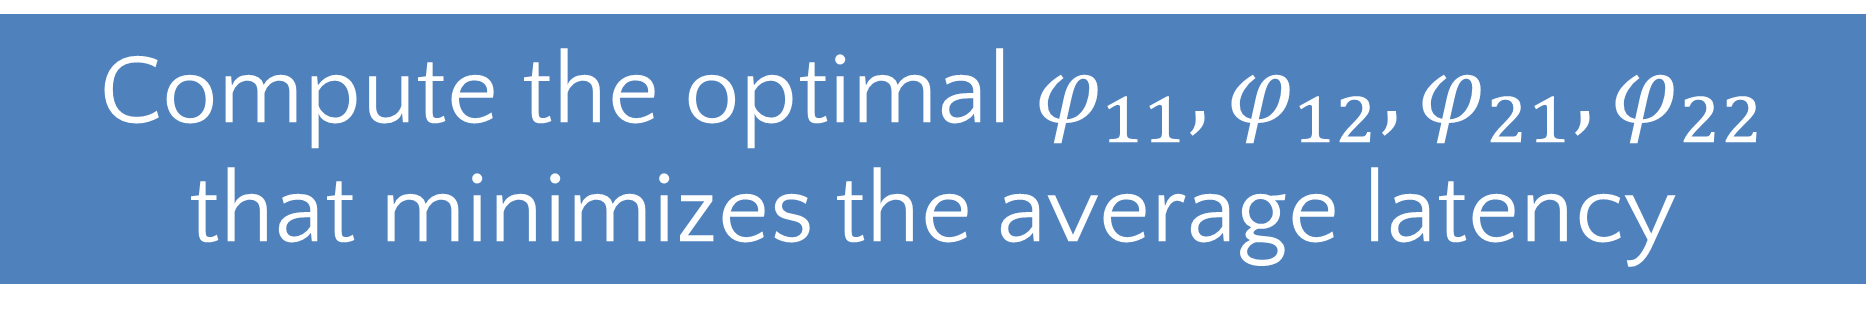 Compute the optimal φ₁₁, φ₁₂, φ₂₁, φ₂₂
that minimizes the average latency